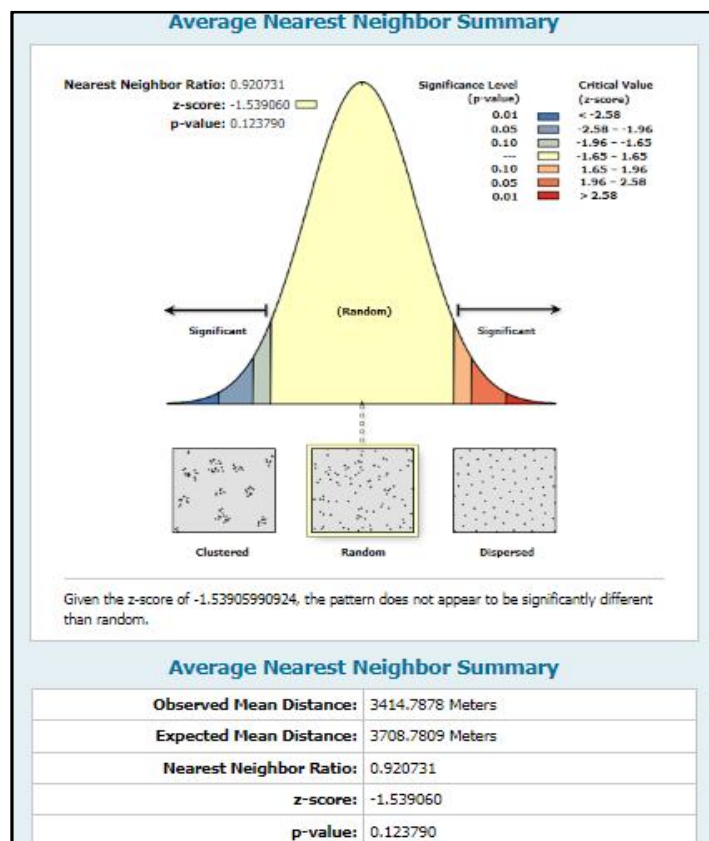 Average Nearest Neighbor Summary
Nearest Neighbor Ratio: 0.920731
z-score: -1.539060
p-value: 0.123790
Significance Level (p-value)
Critical Value (z-score)
0.01 < -2.58
0.05 -2.58 – -1.96
0.10 -1.96 – -1.65
--- -1.65 – 1.65
0.10 1.65 – 1.96
0.05 1.96 – 2.58
0.01 > 2.58
(Random)
Significant
Significant
Clustered
Random
Dispersed
Given the z-score of -1.53905990924, the pattern does not appear to be significantly different
than random.
Average Nearest Neighbor Summary
Observed Mean Distance: 3414.7878 Meters
Expected Mean Distance: 3708.7809 Meters
Nearest Neighbor Ratio: 0.920731
z-score: -1.539060
p-value: 0.123790